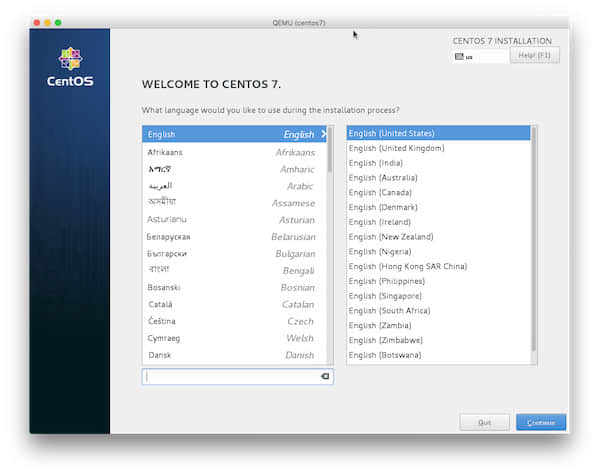 QEMU (centos7)
CentOS
CENTOS 7 INSTALLATION
us
Help! (F1)
WELCOME TO CENTOS 7.
What language would you like to use during the installation process?
English English
Afrikaans Afrikaans
አማርኛ Amharic
العربية Arabic
অসমীয়া Assamese
Asturianu Asturian
Беларуская Belarusian
Български Bulgarian
বাংলা Bengali
Bosanski Bosnian
Català Catalan
Čeština Czech
Cymraeg Welsh
Dansk Danish
English (United States)
English (United Kingdom)
English (India)
English (Australia)
English (Canada)
English (Denmark)
English (Ireland)
English (New Zealand)
English (Nigeria)
English (Hong Kong SAR China)
English (Philippines)
English (Singapore)
English (South Africa)
English (Zambia)
English (Zimbabwe)
English (Botswana)
Quit
Continue